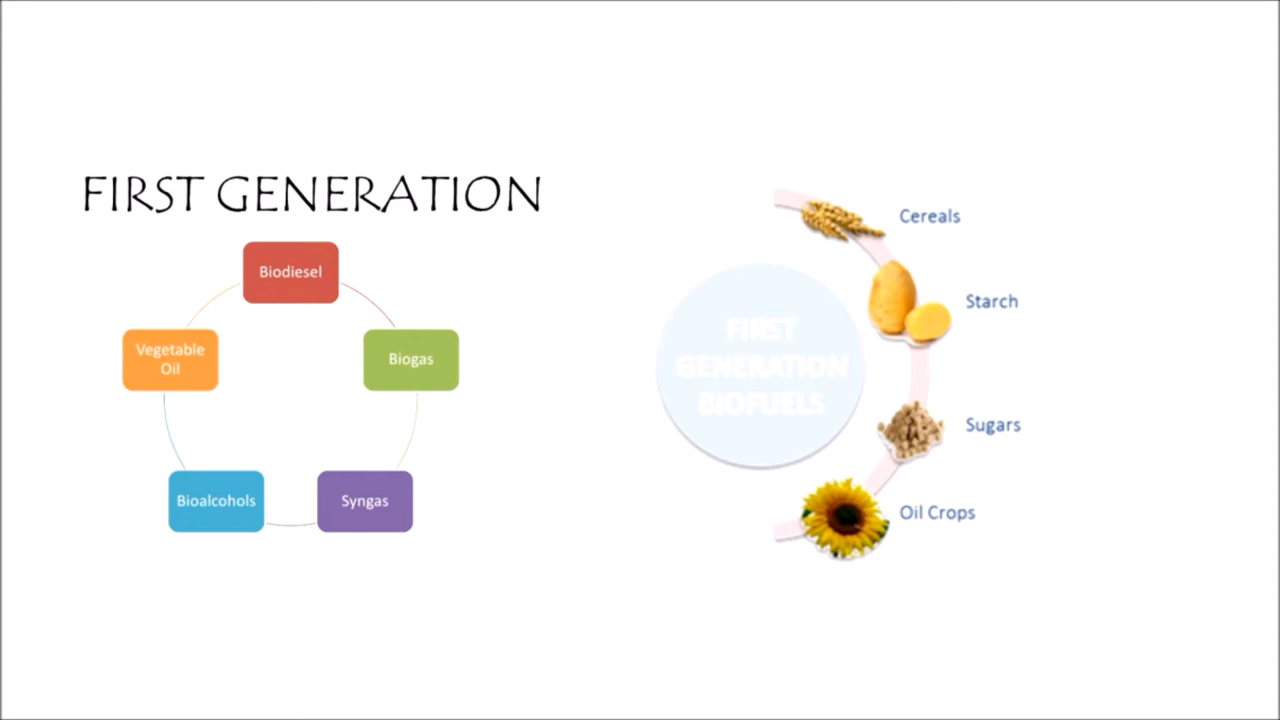 FIRST GENERATION
Biodiesel
Biogas
Syngas
Bioalcohols
Vegetable
Oil
FIRST
GENERATION
BIOFUELS
Cereals
Starch
Sugars
Oil Crops